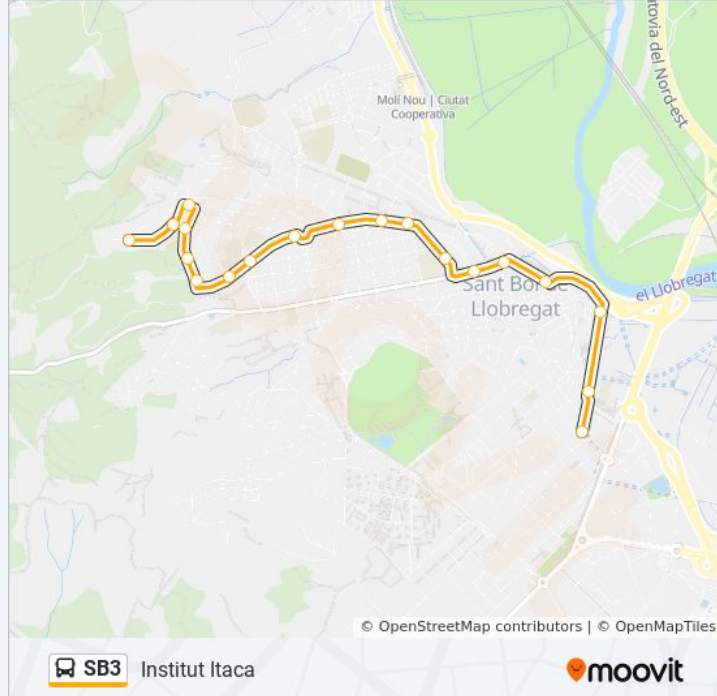 atovia del Nord-est
Molí Nou | Ciutat
Cooperativa
el Llobregat
Sant Boi de
Llobregat
© OpenStreetMap contributors | © OpenMapTiles
SB3
Institut Itaca
moovit